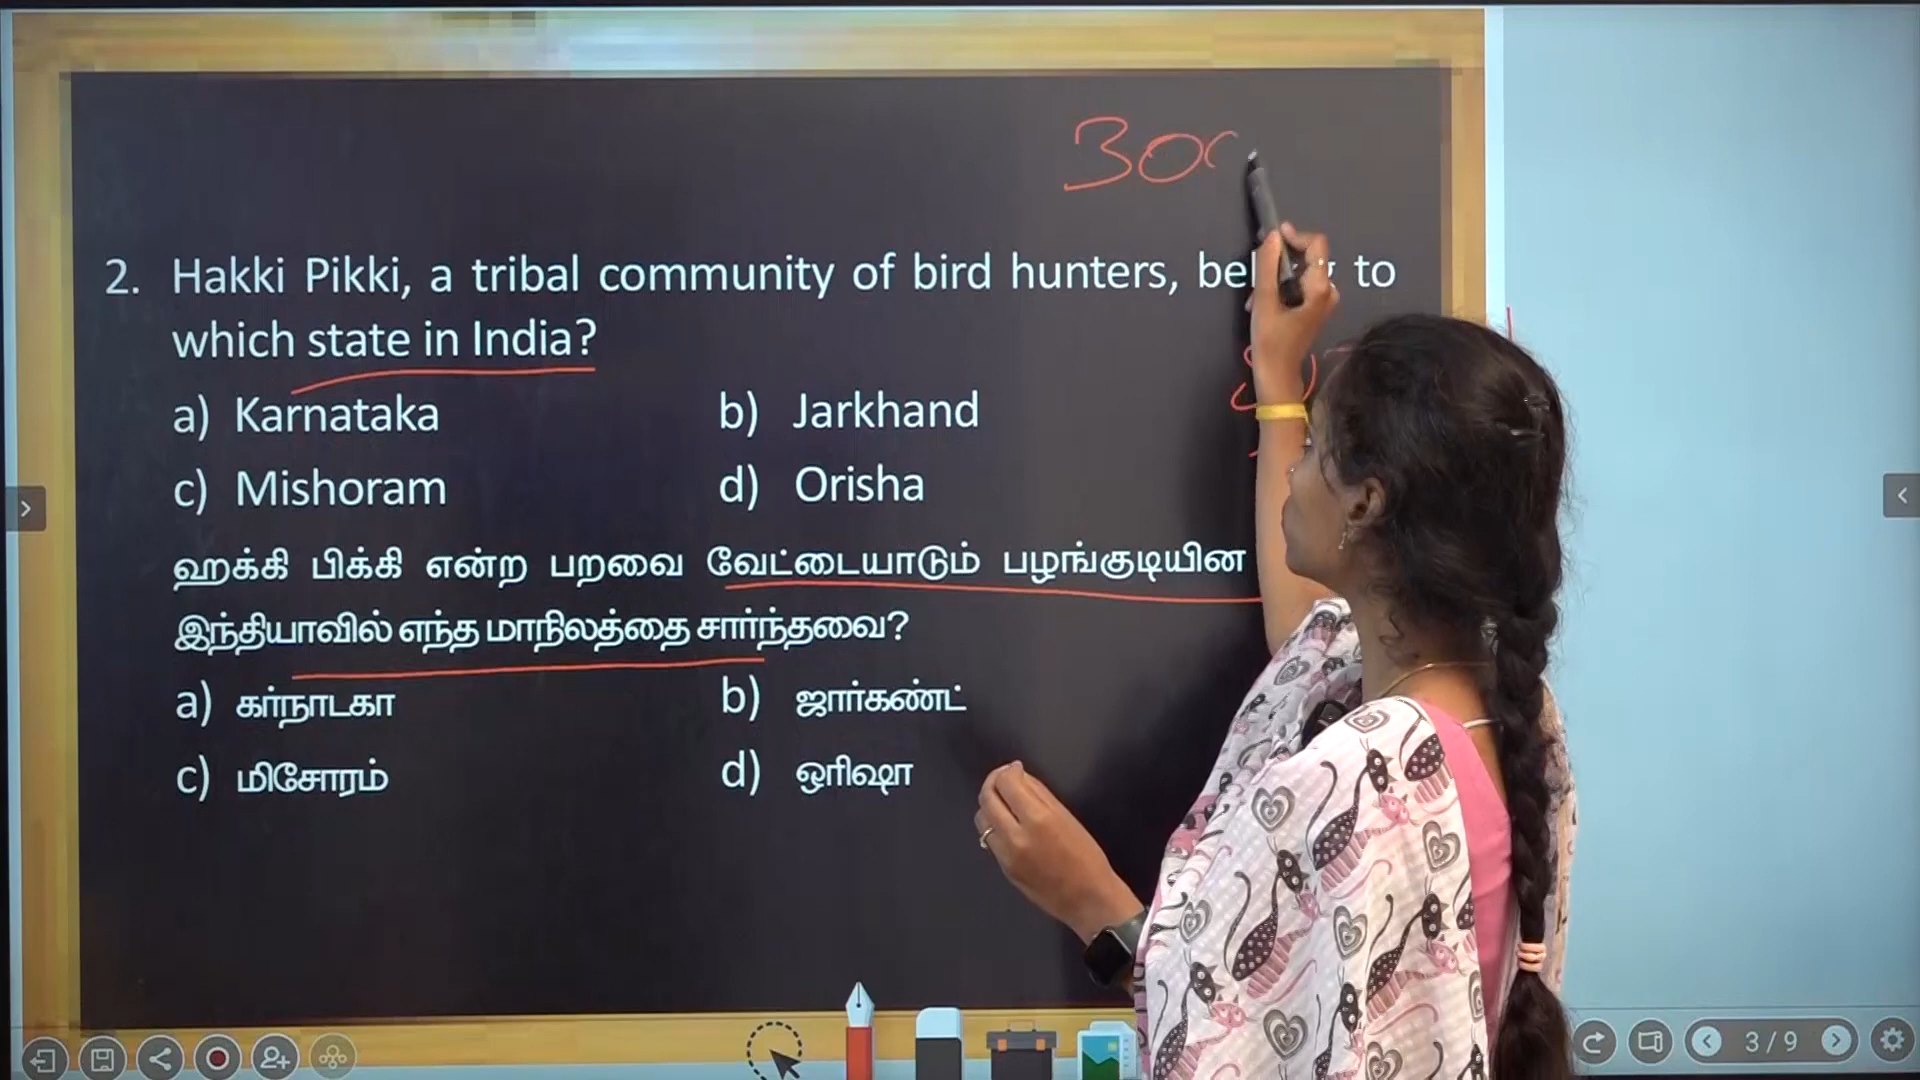 30
2. Hakki Pikki, a tribal community of bird hunters, to
which state in India?
a) Karnataka b) Jarkhand
c) Mishoram d) Orisha
ஹக்கி பிக்கி என்ற பறவை வேட்டையாடும் பழங்குடியின
இந்தியாவில் எந்த மாநிலத்தை சார்ந்தவை?
a) கர்நாடகா b) ஜார்கண்ட்
c) மிசோரம் d) ஒரிஷா
3/9